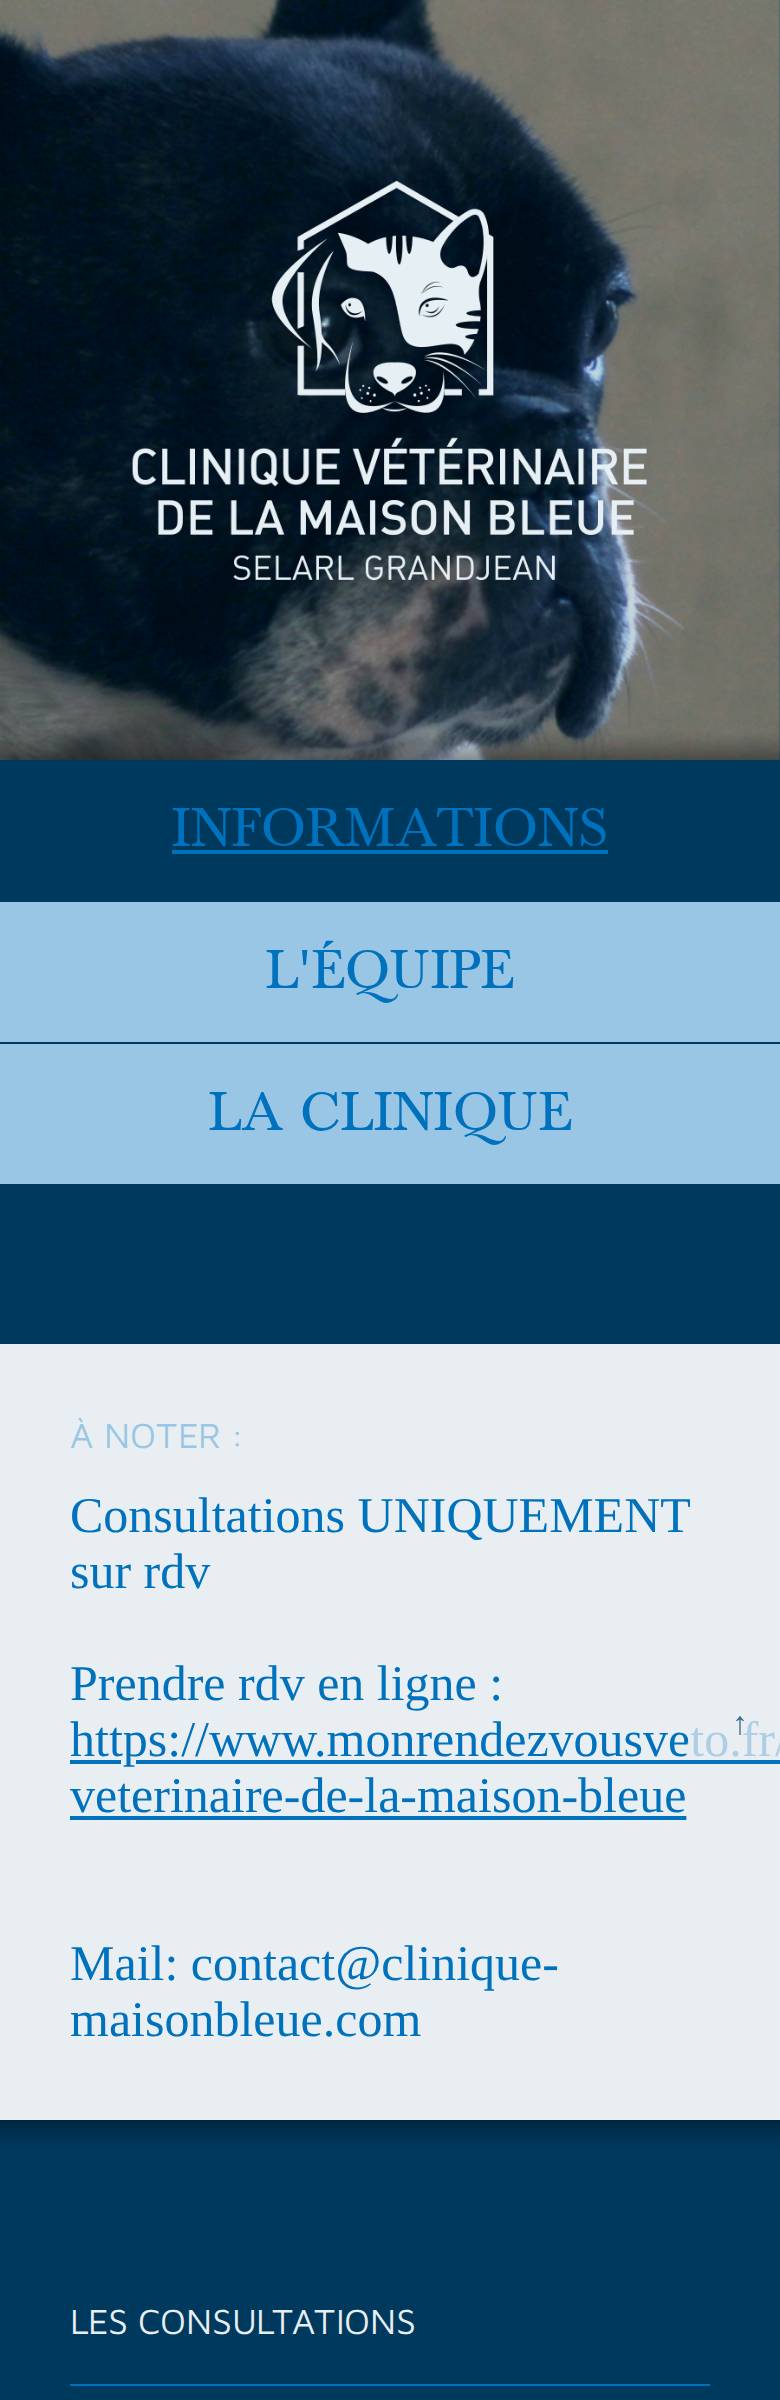 CLINIQUE VÉTÉRINAIRE
DE LA MAISON BLEUE
SELARL GRANDJEAN
INFORMATIONS
L'ÉQUIPE
LA CLINIQUE
À NOTER :
Consultations UNIQUEMENT
sur rdv
Prendre rdv en ligne :
https://www.monrendezvousveto.fr/
veterinaire-de-la-maison-bleue
↑
Mail: contact@clinique-
maisonbleue.com
LES CONSULTATIONS